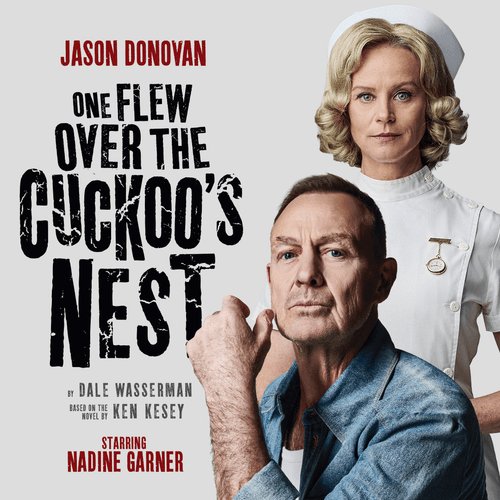 JASON DONOVAN
ONE FLEW
OVER THE
CUCKOO'S
NEST
BY DALE WASSERMAN
BASED ON THE
NOVEL BY KEN KESEY
STARRING
NADINE GARNER